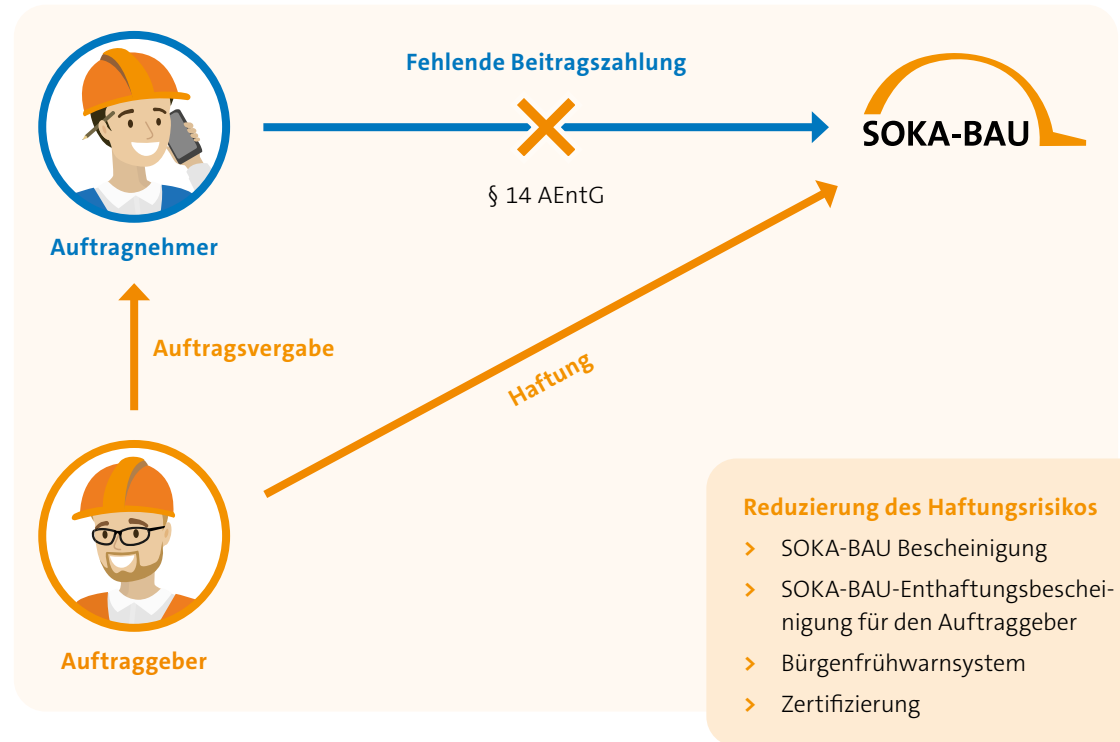 Fehlende Beitragszahlung
SOKA-BAU
§ 14 AEntG
Auftragnehmer
Auftragsvergabe
Haftung
Auftraggeber
Reduzierung des Haftungsrisikos
> SOKA-BAU Bescheinigung
> SOKA-BAU-Enthaftungsbeschei-
nigung für den Auftraggeber
> Bürgenfrühwarnsystem
> Zertifizierung